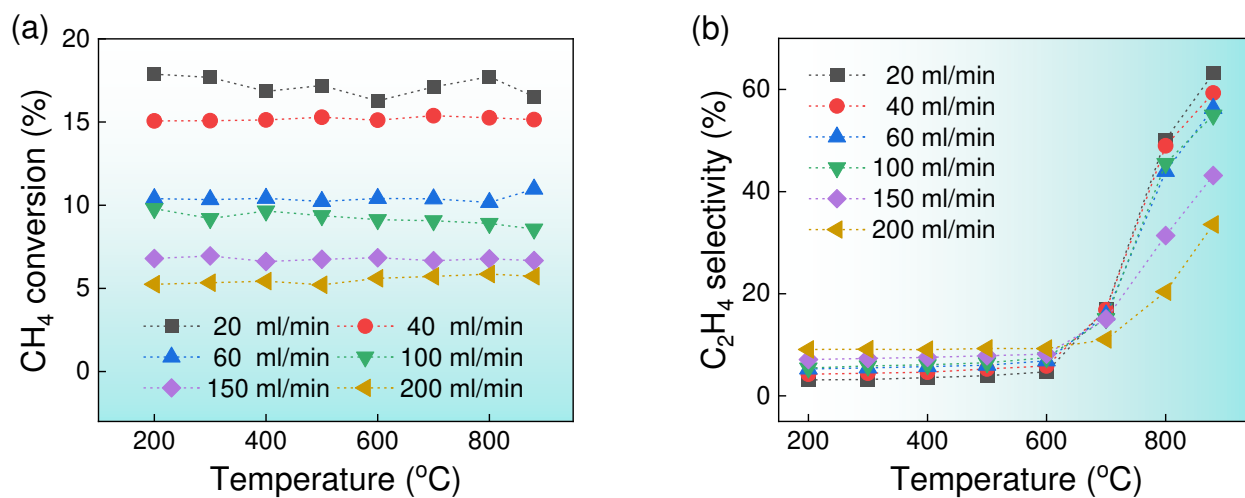 (a)
20
15
10
5
0
CH₄ conversion (%)
20 ml/min
40 ml/min
60 ml/min
100 ml/min
150 ml/min
200 ml/min
200
400
600
800
Temperature (°C)
(b)
60
40
20
0
C₂H₄ selectivity (%)
20 ml/min
40 ml/min
60 ml/min
100 ml/min
150 ml/min
200 ml/min
200
400
600
800
Temperature (°C)